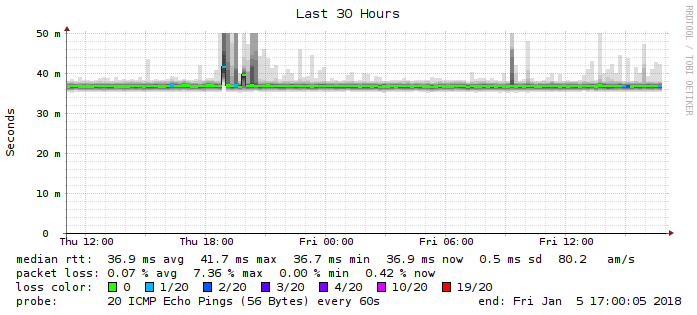 Last 30 Hours
RRDTOOL / TOBI OETIKER
Seconds
50 m
40 m
30 m
20 m
10 m
0
Thu 12:00 Thu 18:00 Fri 00:00 Fri 06:00 Fri 12:00
median rtt: 36.9 ms avg 41.7 ms max 36.7 ms min 36.9 ms now 0.5 ms sd 80.2 am/s
packet loss: 0.07 % avg 7.36 % max 0.00 % min 0.42 % now
loss color: 0 1/20 2/20 3/20 4/20 10/20 19/20
probe: 20 ICMP Echo Pings (56 Bytes) every 60s end: Fri Jan 5 17:00:05 2018